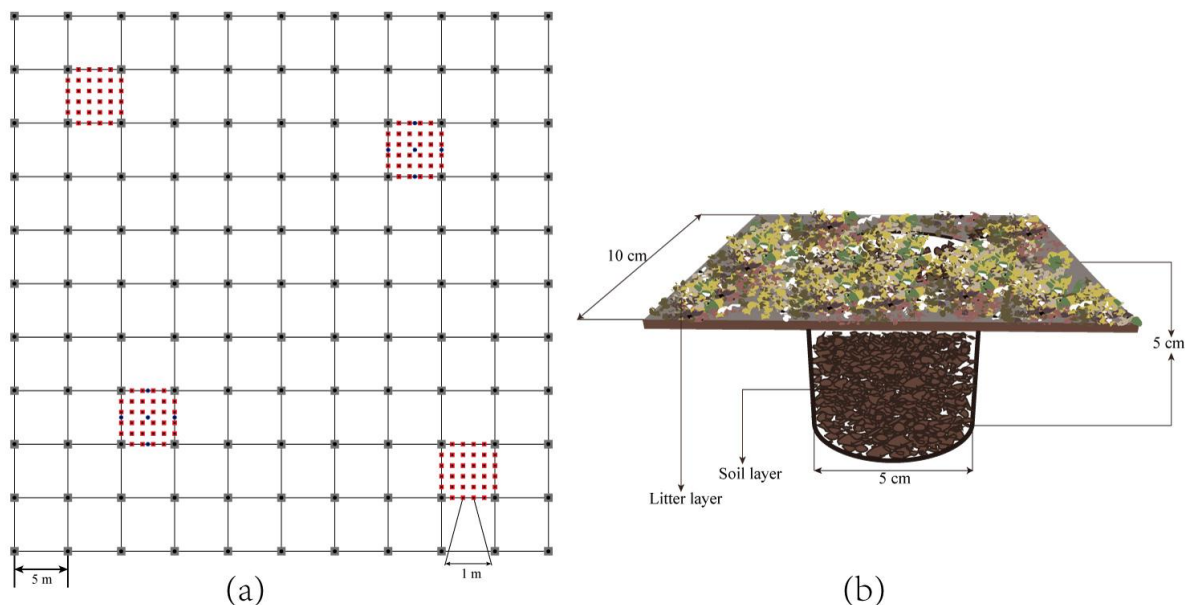 10 cm
5 cm
Soil layer
5 cm
Litter layer
5 m
1 m
(a)
(b)